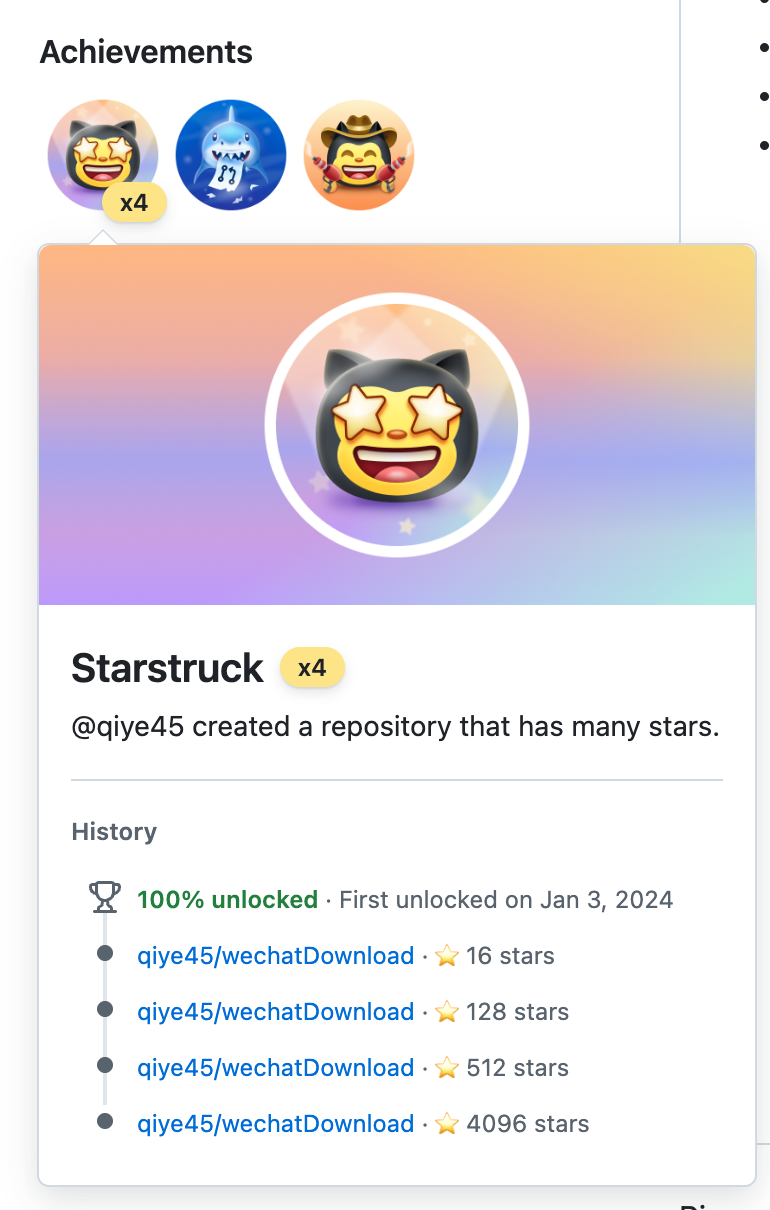 Achievements
x4
Starstruck x4
@qiye45 created a repository that has many stars.
History
100% unlocked · First unlocked on Jan 3, 2024
qiye45/wechatDownload · ⭐ 16 stars
qiye45/wechatDownload · ⭐ 128 stars
qiye45/wechatDownload · ⭐ 512 stars
qiye45/wechatDownload · ⭐ 4096 stars